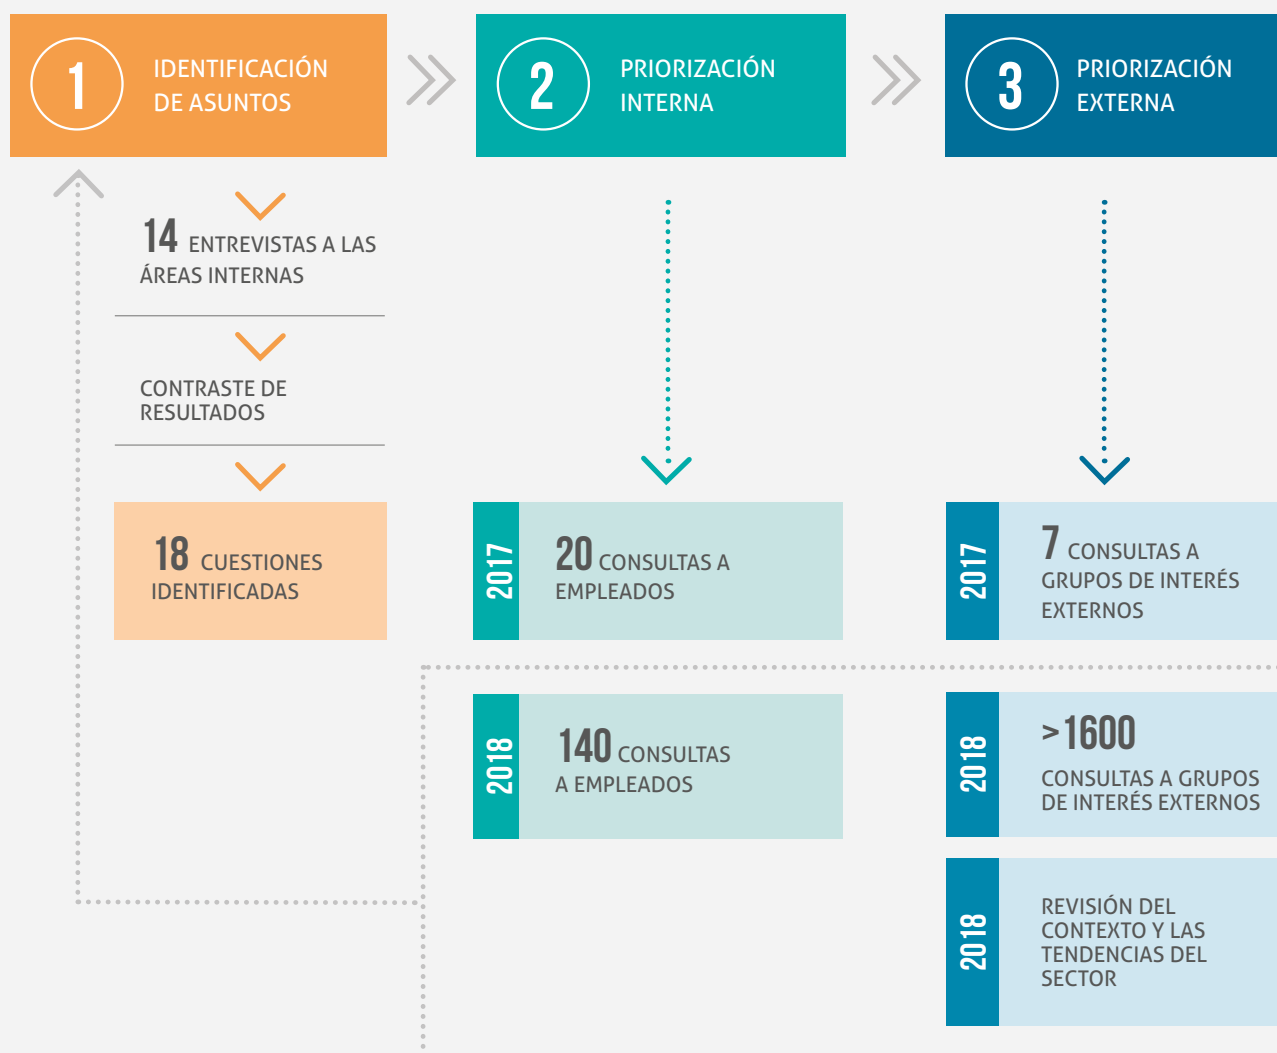 1
IDENTIFICACIÓN
DE ASUNTOS
2
PRIORIZACIÓN
INTERNA
3
PRIORIZACIÓN
EXTERNA
14 ENTREVISTAS A LAS
ÁREAS INTERNAS
CONTRASTE DE
RESULTADOS
18 CUESTIONES
IDENTIFICADAS
2017
20 CONSULTAS A
EMPLEADOS
2017
7 CONSULTAS A
GRUPOS DE INTERÉS
EXTERNOS
2018
140 CONSULTAS
A EMPLEADOS
2018
>1600
CONSULTAS A GRUPOS
DE INTERÉS EXTERNOS
2018
REVISIÓN DEL
CONTEXTO Y LAS
TENDENCIAS DEL
SECTOR